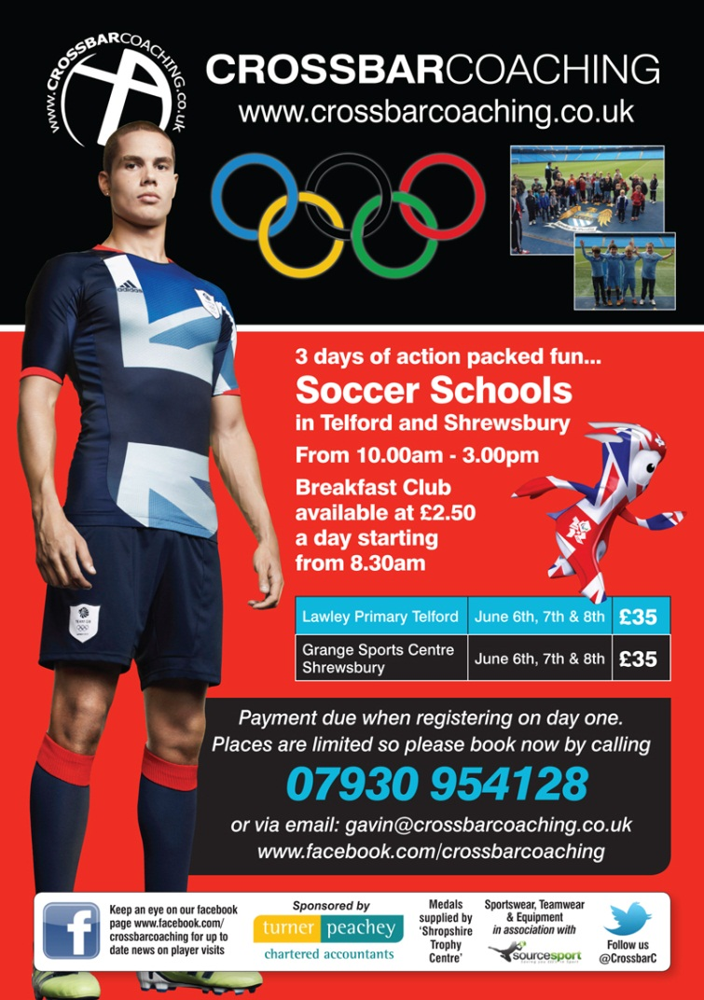 www.CROSSBARCOACHING.co.uk
CROSSBARCOACHING
www.crossbarcoaching.co.uk
adidas
3 days of action packed fun...
Soccer Schools
in Telford and Shrewsbury
From 10.00am - 3.00pm
Breakfast Club
available at £2.50
a day starting
from 8.30am
Lawley Primary Telford June 6th, 7th & 8th £35
Grange Sports Centre
Shrewsbury June 6th, 7th & 8th £35
TEAM GB
Payment due when registering on day one.
Places are limited so please book now by calling
07930 954128
or via email: gavin@crossbarcoaching.co.uk
www.facebook.com/crossbarcoaching
Keep an eye on our facebook
page www.facebook.com/
crossbarcoaching for up to
date news on player visits
Sponsored by
turner peachey
chartered accountants
Medals
supplied by
'Shropshire
Trophy
Centre'
Sportswear, Teamwear
& Equipment
in association with
sourcesport
Follow us
@CrossbarC